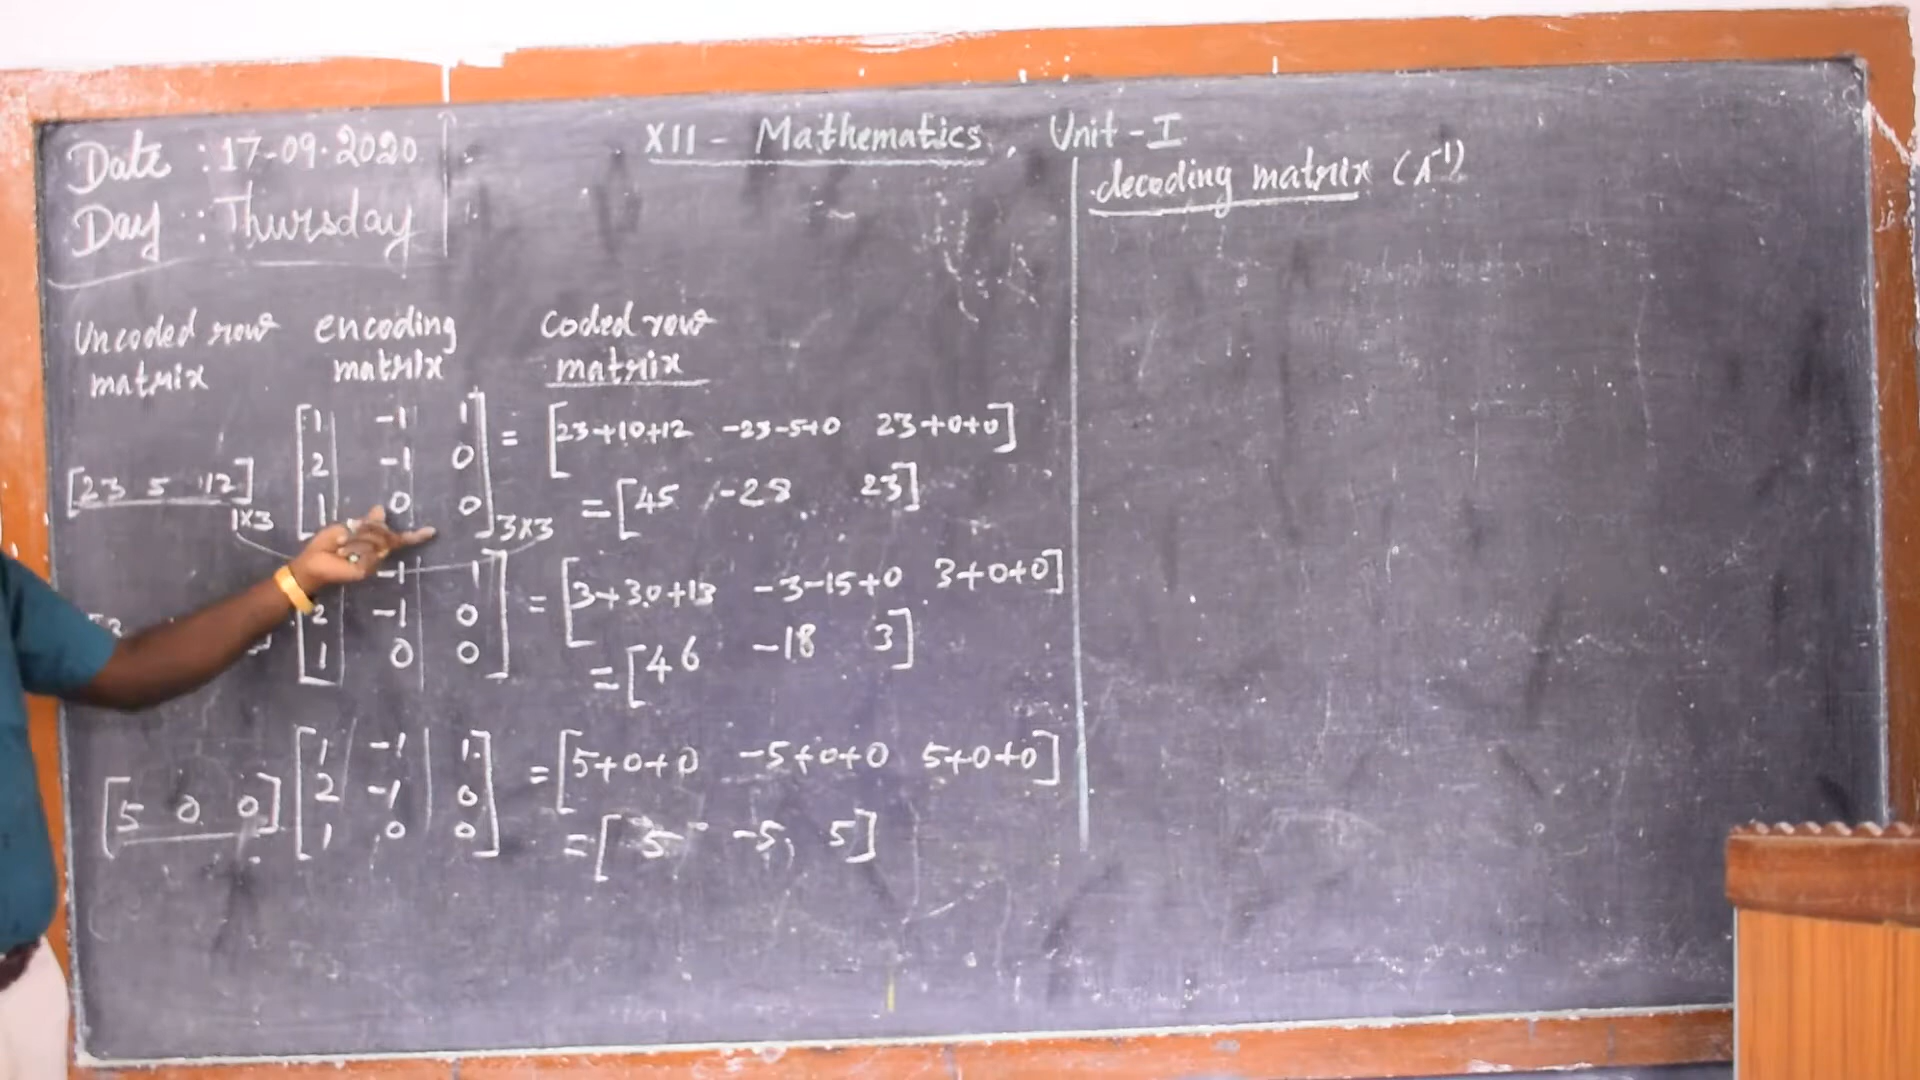 Date : 17-09-2020
Day : Thursday
XII - Mathematics, Unit - I
decoding matrix (A⁻¹)
Uncoded row matrix
encoding matrix
Coded row matrix
[23 5 12]1×3 [1 -1 1
2 -1 0
1 0 0]3×3 = [23+10+12 -23-5+0 23+0+0]
= [45 -28 23]
-1 1
2 -1 0
1 0 0] = [3+30+13 -3-15+0 3+0+0]
= [46 -18 3]
[5 0 0] [1 -1 1
2 -1 0
1 0 0] = [5+0+0 -5+0+0 5+0+0]
= [5 -5 5]